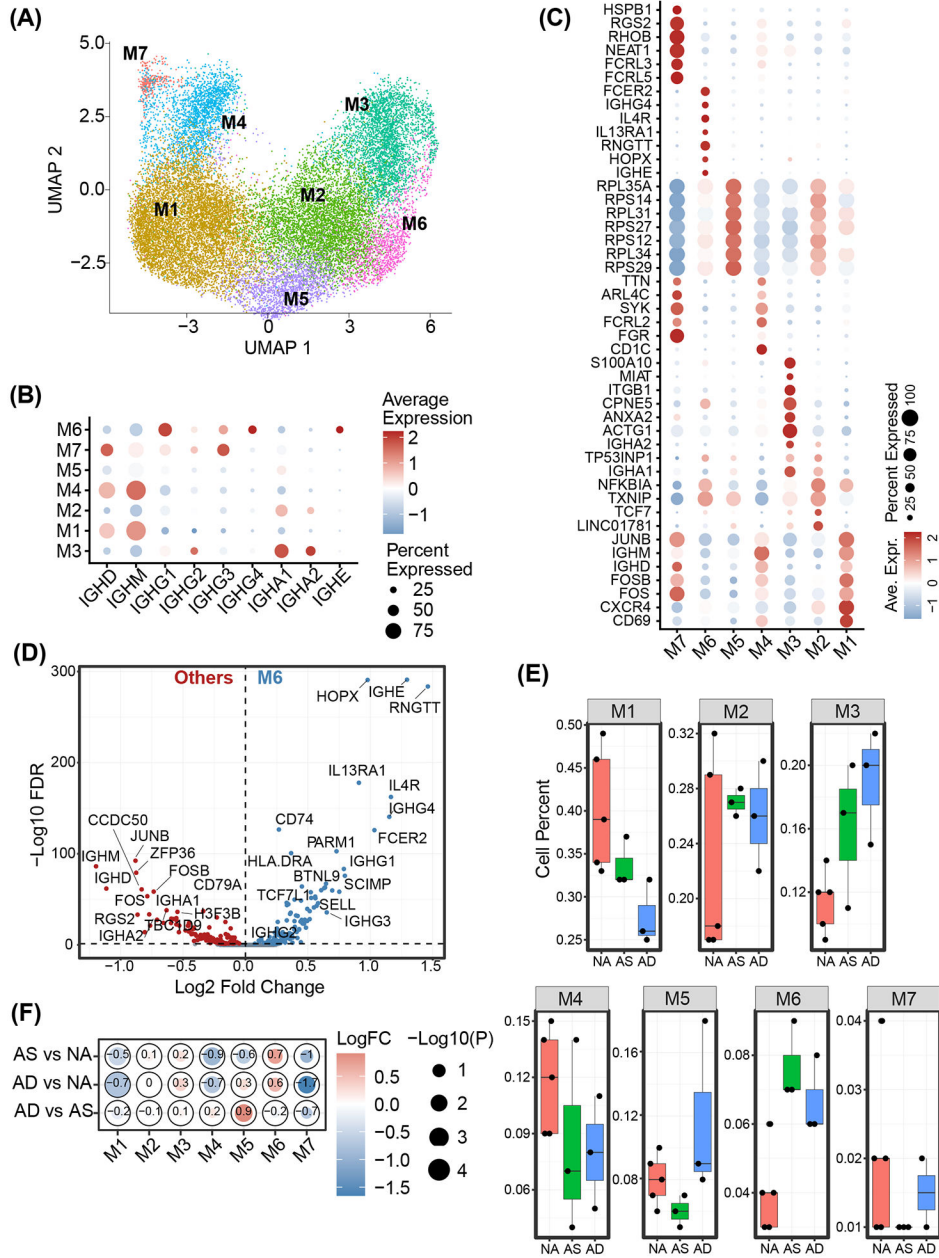 (A)
M7
M4
M3
M1
M2
M6
M5
5.0
2.5
0.0
−2.5
−3
0
3
6
UMAP 2
UMAP 1
(B)
M6
M7
M5
M4
M2
M1
M3
IGHD
IGHM
IGHG1
IGHG2
IGHG3
IGHG4
IGHA1
IGHA2
IGHE
Average
Expression
2
1
0
−1
Percent
Expressed
25
50
75
(C)
HSPB1
RGS2
RHOB
NEAT1
FCRL3
FCRL5
FCER2
IGHG4
IL4R
IL13RA1
RNGTT
HOPX
IGHE
RPL35A
RPS14
RPL31
RPS27
RPS12
RPL34
RPS29
TTN
ARL4C
SYK
FCRL2
FGR
CD1C
S100A10
MIAT
ITGB1
CPNE5
ANXA2
ACTG1
IGHA2
TP53INP1
IGHA1
NFKBIA
TXNIP
TCF7
LINC01781
JUNB
IGHM
IGHD
FOSB
FOS
CXCR4
CD69
M7
M6
M5
M4
M3
M2
M1
Percent Expressed
25
50
75
100
Ave. Expr.
−1
0
1
2
(D)
Others
M6
300
200
100
0
−Log10 FDR
HOPX
IGHE
RNGTT
IL13RA1
IL4R
IGHG4
CD74
FCER2
CCDC50
PARM1
JUNB
HLA.DRA
IGHG1
IGHM
ZFP36
BTNL9
IGHD
FOSB
CD79A
SCIMP
FOS
TCF7L1
SELL
IGHA1
RGS2
H3F3B
IGHG3
TBC1D9
IGHG2
IGHA2
−1.0
−0.5
0.0
0.5
1.0
1.5
Log2 Fold Change
(E)
Cell Percent
M1
0.50
0.45
0.40
0.35
0.30
0.25
NA AS AD
M2
0.32
0.28
0.24
0.20
NA AS AD
M3
0.20
0.16
0.12
NA AS AD
M4
0.15
0.12
0.09
0.06
NA AS AD
M5
0.16
0.12
0.08
NA AS AD
M6
0.08
0.06
0.04
NA AS AD
M7
0.04
0.03
0.02
0.01
NA AS AD
(F)
AS vs NA
−0.5 0.1 0.2 −0.9 −0.6 0.7 −1
AD vs NA
−0.7 0 0.3 −0.7 0.3 0.6 −1.7
AD vs AS
−0.2 −0.1 0.1 0.2 0.9 −0.2 −0.7
M1
M2
M3
M4
M5
M6
M7
LogFC
0.5
0.0
−0.5
−1.0
−1.5
−Log10(P)
1
2
3
4